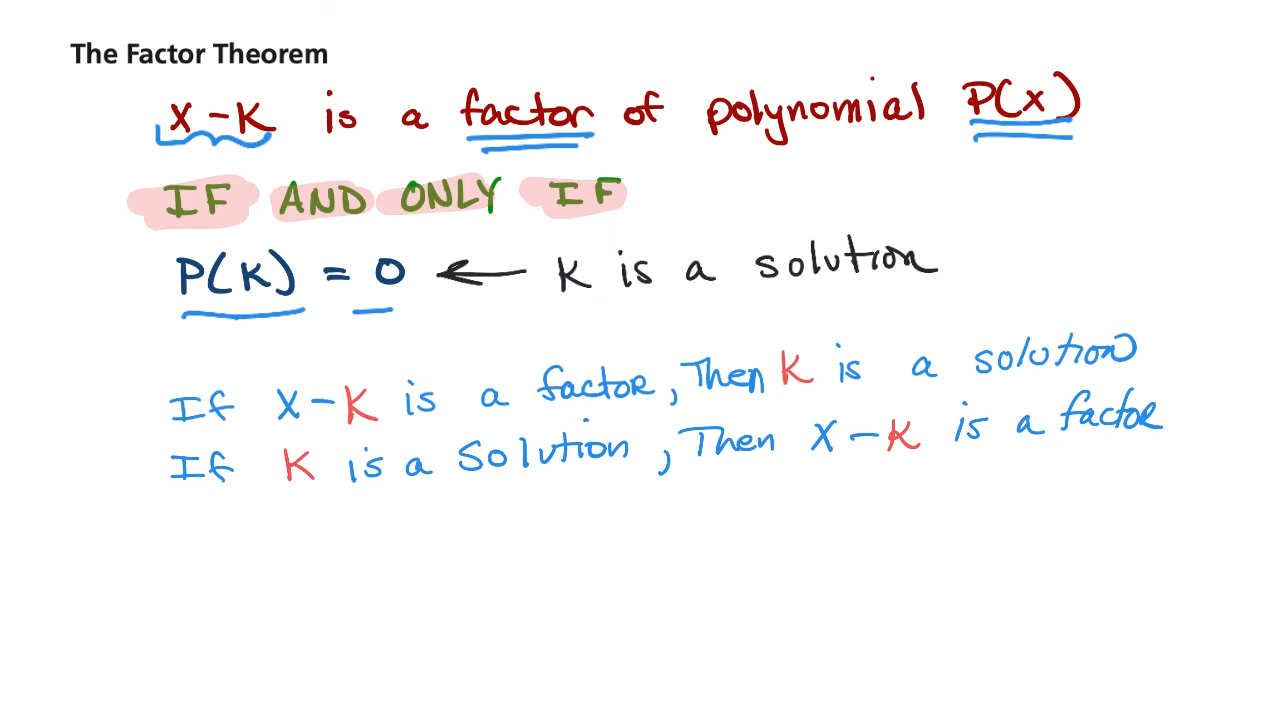 The Factor Theorem
X - K is a factor of polynomial P(x)
IF AND ONLY IF
P(K) = 0 ← K is a solution
If X - K is a factor, Then K is a solution
If K is a solution, Then X - K is a factor